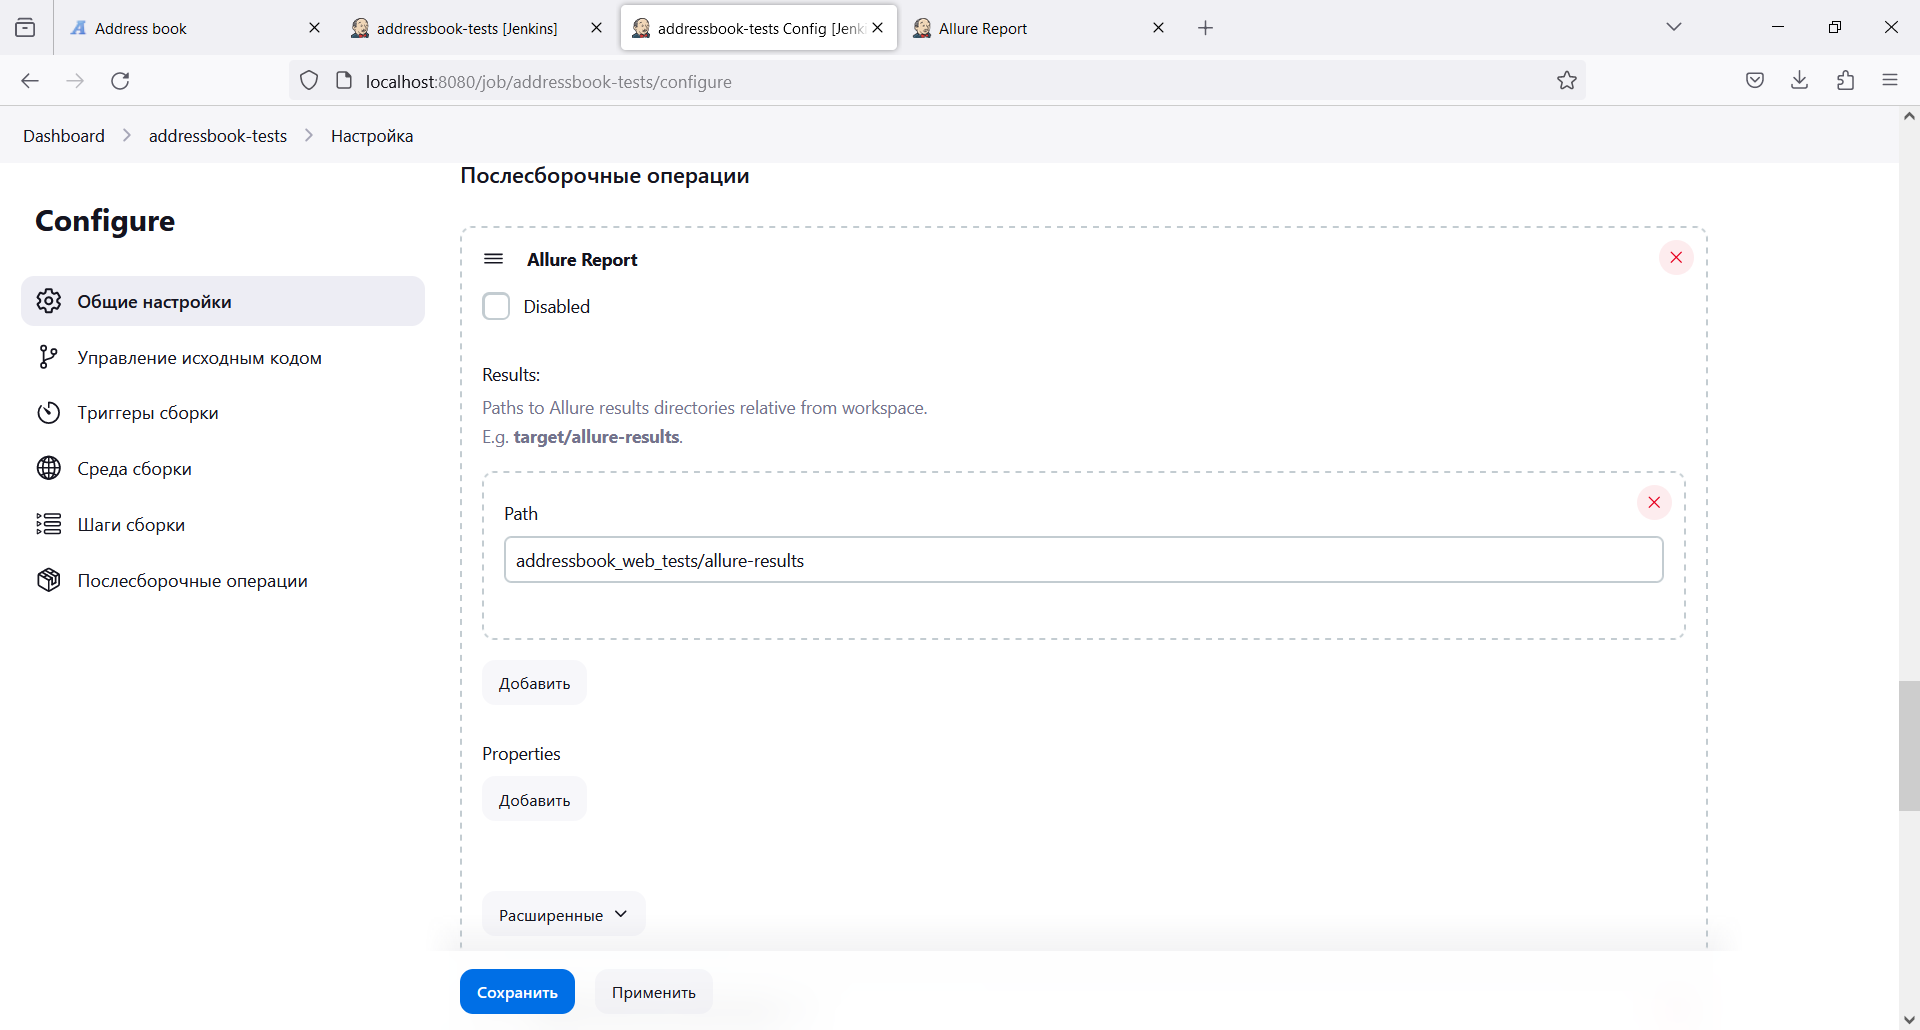 Address book
addressbook-tests [Jenkins]
addressbook-tests Config [Jenk
Allure Report
localhost:8080/job/addressbook-tests/configure
Dashboard
addressbook-tests
Настройка
Configure
Общие настройки
Управление исходным кодом
Триггеры сборки
Среда сборки
Шаги сборки
Послесборочные операции
Послесборочные операции
Allure Report
Disabled
Results:
Paths to Allure results directories relative from workspace.
E.g. target/allure-results.
Path
addressbook_web_tests/allure-results
Добавить
Properties
Добавить
Расширенные
Сохранить
Применить